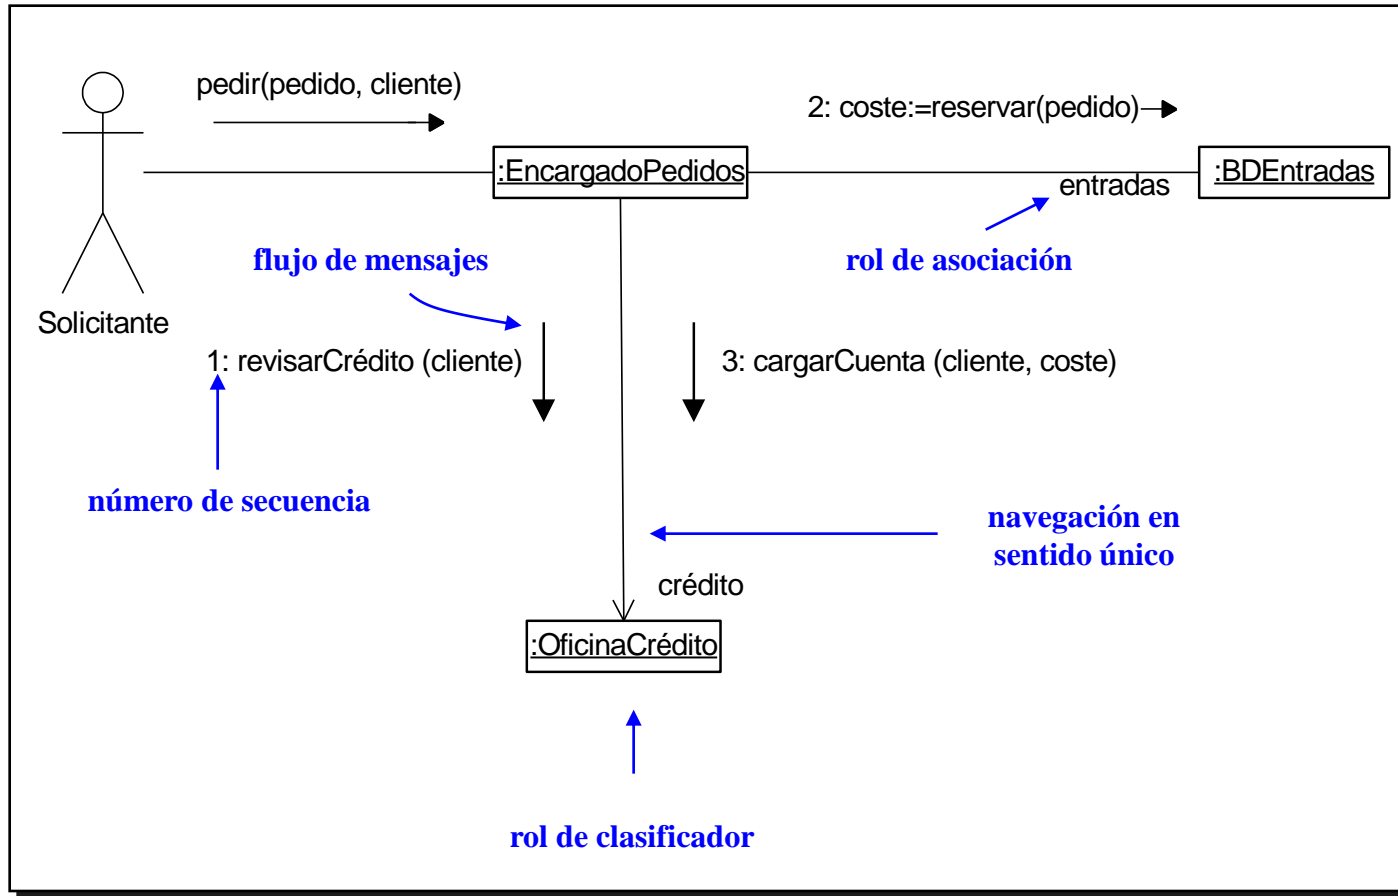 pedir(pedido, cliente)
2: coste:=reservar(pedido)
:EncargadoPedidos
:BDEntradas
entradas
flujo de mensajes
rol de asociación
Solicitante
1: revisarCrédito (cliente)
3: cargarCuenta (cliente, coste)
número de secuencia
navegación en
sentido único
crédito
:OficinaCrédito
rol de clasificador